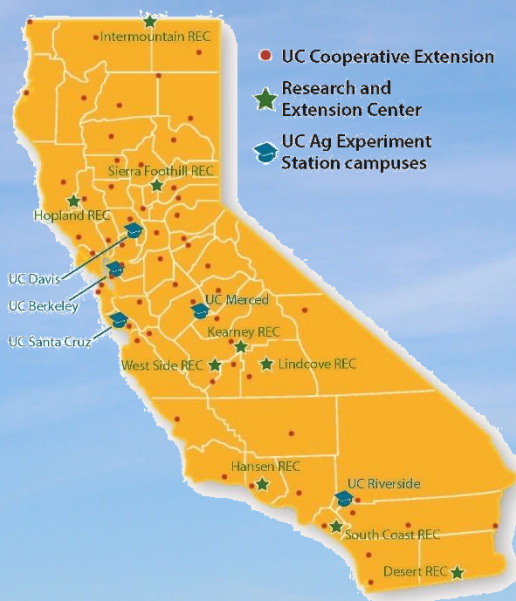 Intermountain REC
UC Cooperative Extension
Research and
Extension Center
UC Ag Experiment
Station campuses
Sierra Foothill REC
Hopland REC
UC Davis
UC Berkeley
UC Merced
UC Santa Cruz
Kearney REC
West Side REC
Lindcove REC
Hansen REC
UC Riverside
South Coast REC
Desert REC